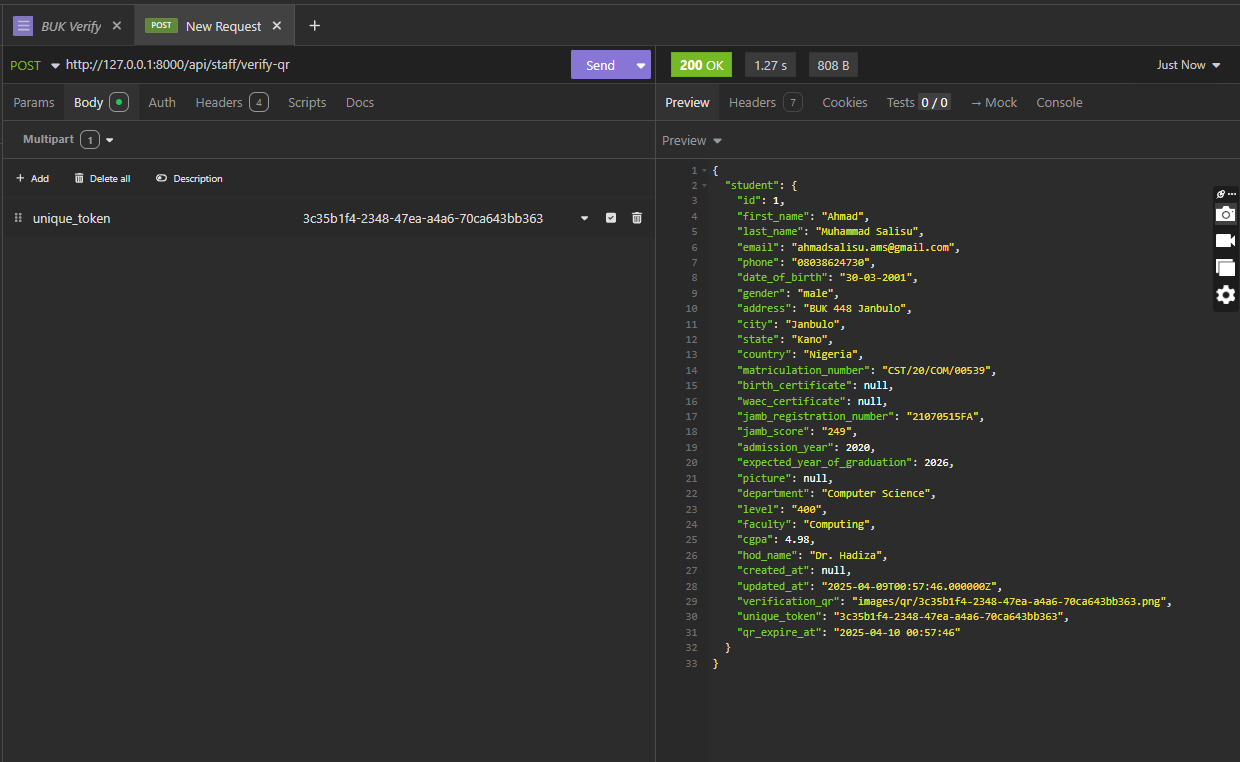 BUK Verify
POST New Request
POST http://127.0.0.1:8000/api/staff/verify-qr Send
200 OK 1.27 s 808 B Just Now
Params Body Auth Headers 4 Scripts Docs
Preview Headers 7 Cookies Tests 0 / 0 → Mock Console
Multipart 1
Preview
+ Add Delete all Description
unique_token 3c35b1f4-2348-47ea-a4a6-70ca643bb363
1 {
2 "student": {
3 "id": 1,
4 "first_name": "Ahmad",
5 "last_name": "Muhammad Salisu",
6 "email": "ahmadsalisu.ams@gmail.com",
7 "phone": "08038624730",
8 "date_of_birth": "30-03-2001",
9 "gender": "male",
10 "address": "BUK 448 Janbulo",
11 "city": "Janbulo",
12 "state": "Kano",
13 "country": "Nigeria",
14 "matriculation_number": "CST/20/COM/00539",
15 "birth_certificate": null,
16 "waec_certificate": null,
17 "jamb_registration_number": "21070515FA",
18 "jamb_score": "249",
19 "admission_year": 2020,
20 "expected_year_of_graduation": 2026,
21 "picture": null,
22 "department": "Computer Science",
23 "level": "400",
24 "faculty": "Computing",
25 "cgpa": 4.98,
26 "hod_name": "Dr. Hadiza",
27 "created_at": null,
28 "updated_at": "2025-04-09T00:57:46.000000Z",
29 "verification_qr": "images/qr/3c35b1f4-2348-47ea-a4a6-70ca643bb363.png",
30 "unique_token": "3c35b1f4-2348-47ea-a4a6-70ca643bb363",
31 "qr_expire_at": "2025-04-10 00:57:46"
32 }
33 }